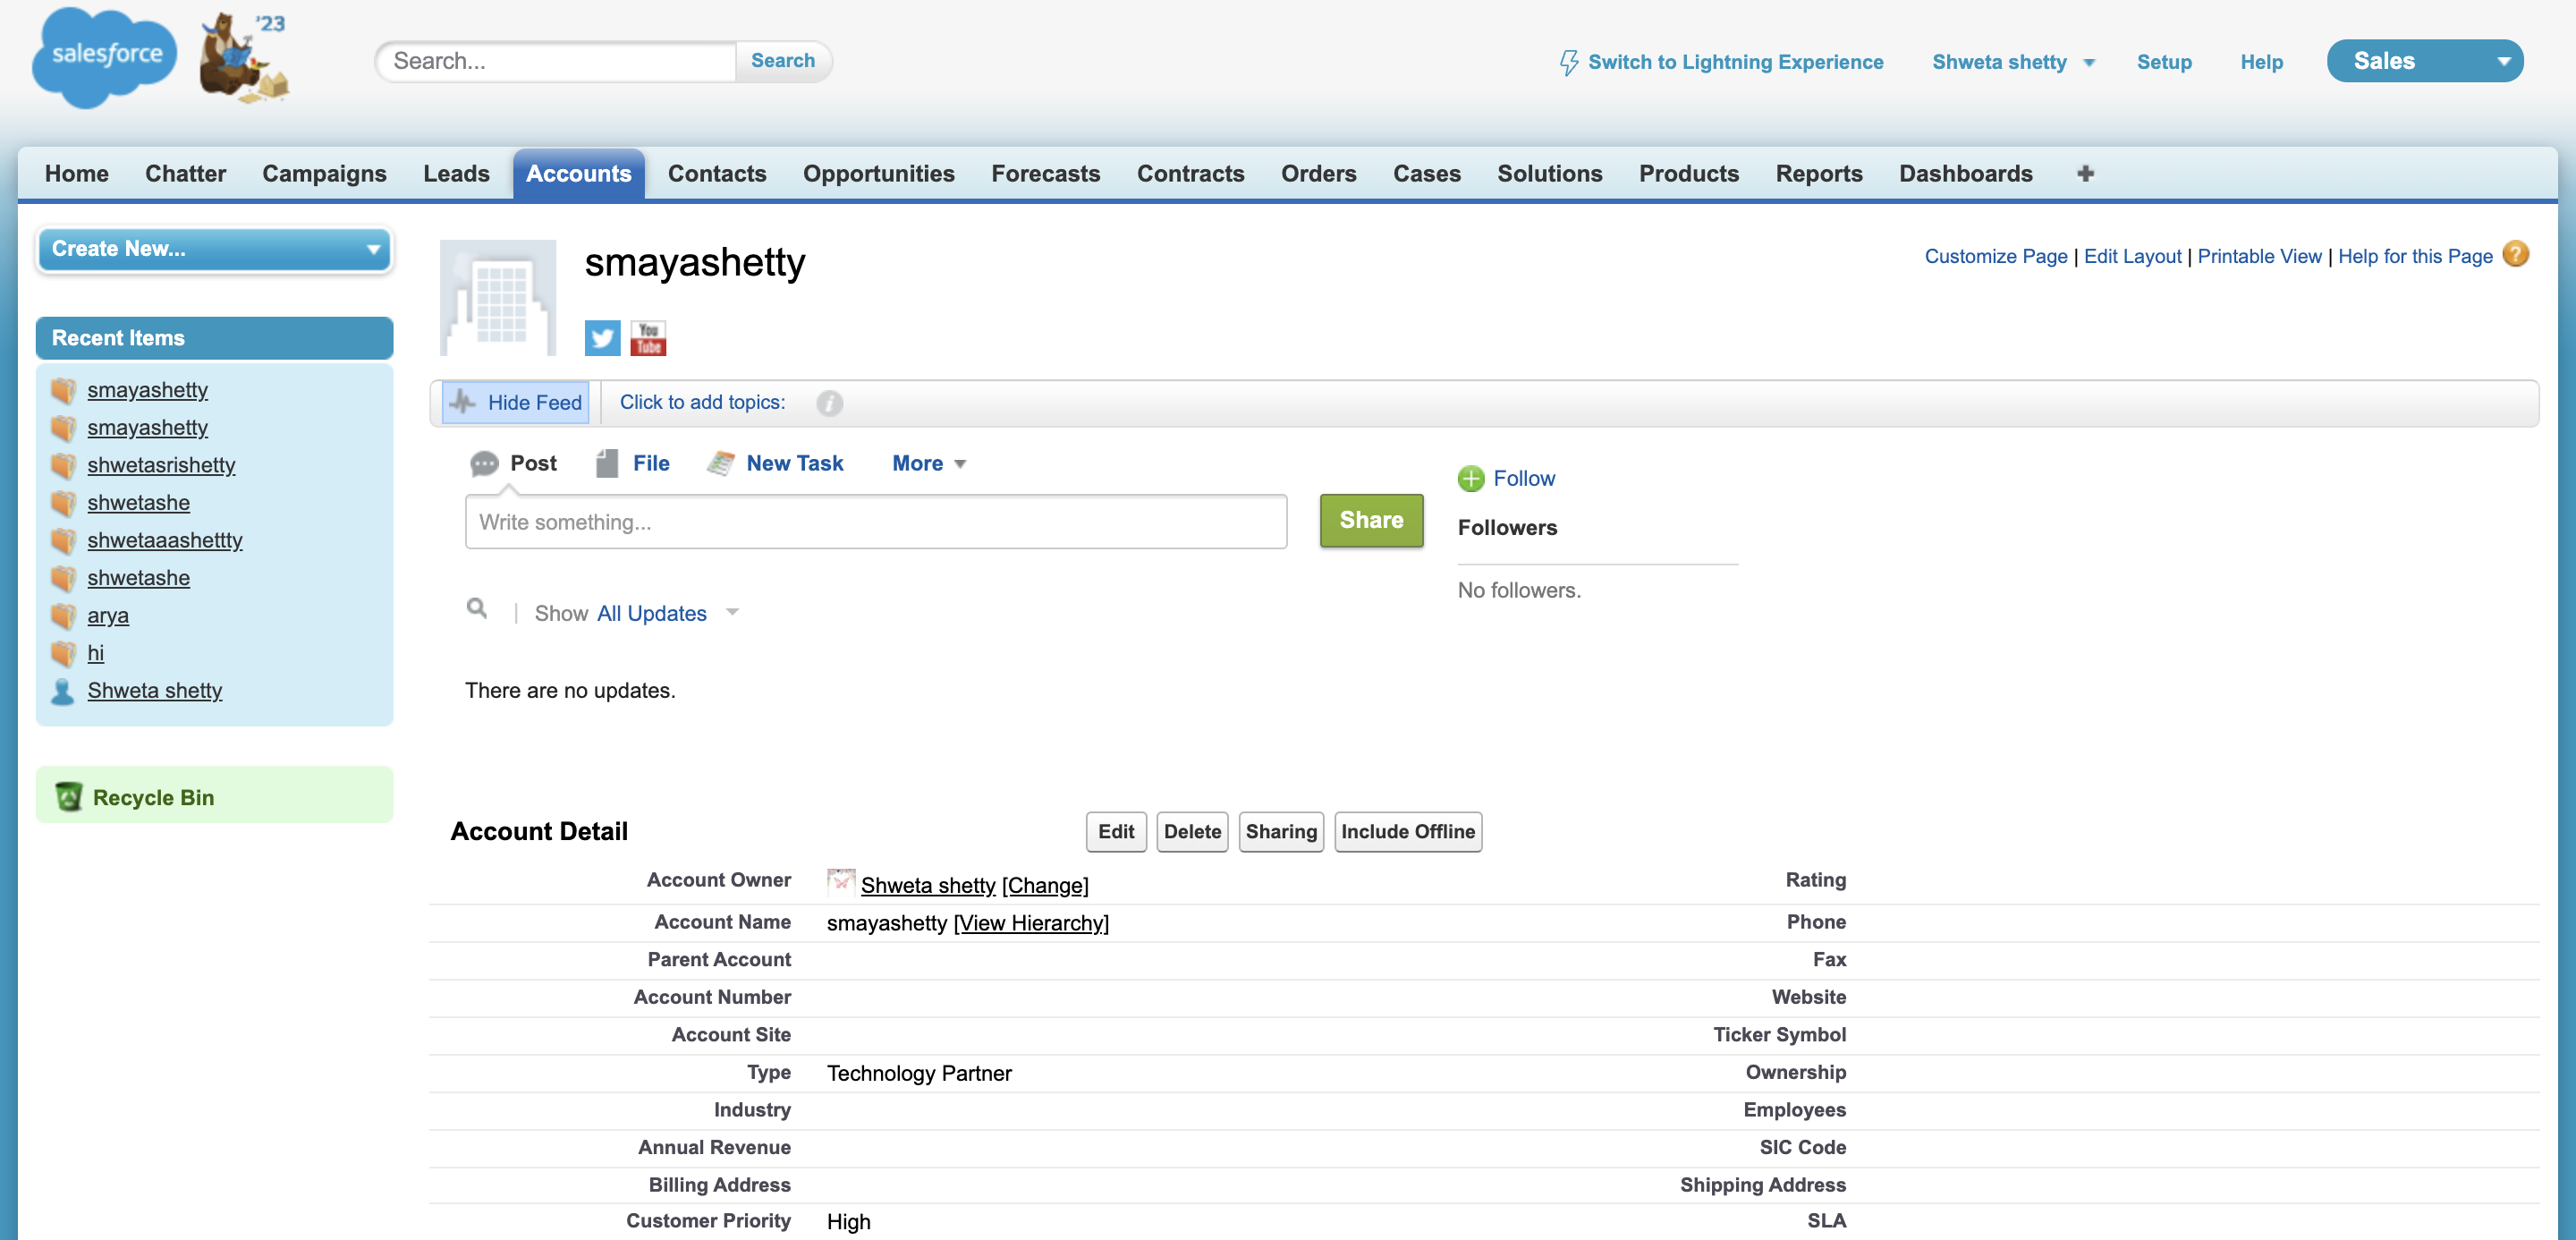 salesforce
'23
Search...
Search
Switch to Lightning Experience
Shweta shetty
Setup
Help
Sales
Home
Chatter
Campaigns
Leads
Accounts
Contacts
Opportunities
Forecasts
Contracts
Orders
Cases
Solutions
Products
Reports
Dashboards
Create New...
Recent Items
smayashetty
smayashetty
shwetasrishetty
shwetashe
shwetaaashettty
shwetashe
arya
hi
Shweta shetty
Recycle Bin
smayashetty
Customize Page | Edit Layout | Printable View | Help for this Page ?
You Tube
Hide Feed
Click to add topics:
i
Post
File
New Task
More
Write something...
Share
Follow
Followers
No followers.
| Show All Updates
There are no updates.
Account Detail
Edit
Delete
Sharing
Include Offline
Account Owner Shweta shetty [Change]
Rating
Account Name smayashetty [View Hierarchy]
Phone
Parent Account
Fax
Account Number
Website
Account Site
Ticker Symbol
Type Technology Partner
Ownership
Industry
Employees
Annual Revenue
SIC Code
Billing Address
Shipping Address
Customer Priority High
SLA